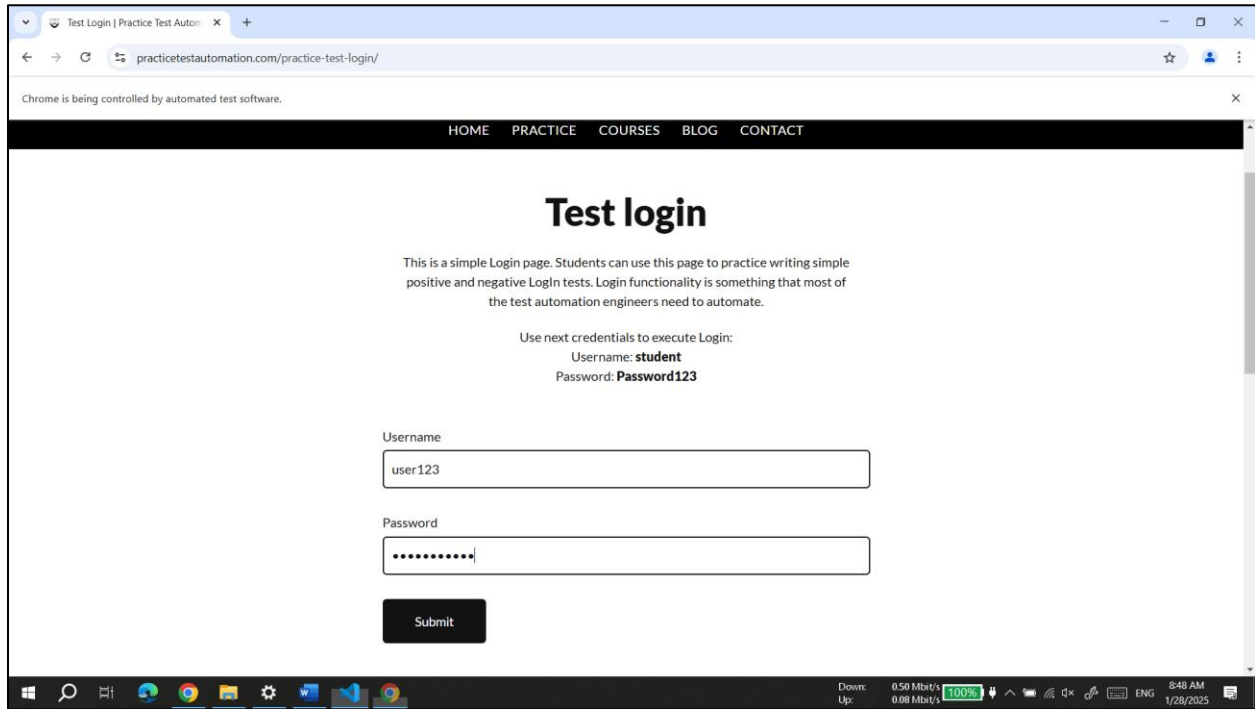 Test Login | Practice Test Autom
practicetestautomation.com/practice-test-login/
Chrome is being controlled by automated test software.
HOME PRACTICE COURSES BLOG CONTACT
Test login
This is a simple Login page. Students can use this page to practice writing simple
positive and negative LogIn tests. Login functionality is something that most of
the test automation engineers need to automate.
Use next credentials to execute Login:
Username: student
Password: Password123
Username
user123
Password
•••••••••••
Submit
Down: 0.50 Mbit/s
Up: 0.08 Mbit/s
100%
ENG
8:48 AM
1/28/2025